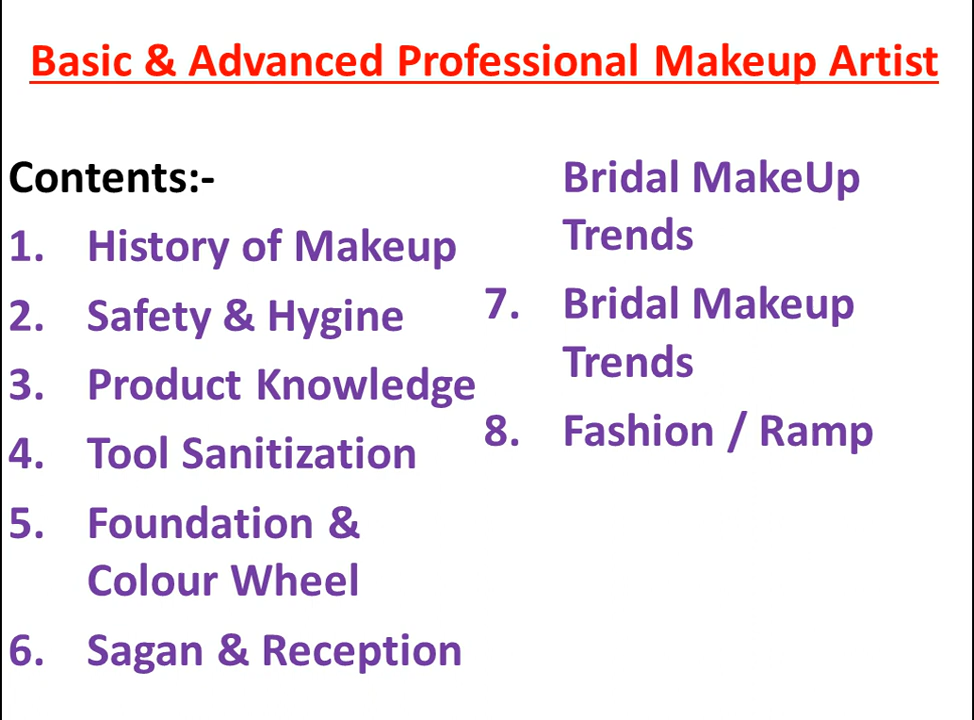 Basic & Advanced Professional Makeup Artist
Contents:-
1. History of Makeup
2. Safety & Hygine
3. Product Knowledge
4. Tool Sanitization
5. Foundation &
Colour Wheel
6. Sagan & Reception
Bridal MakeUp
Trends
7. Bridal Makeup
Trends
8. Fashion / Ramp